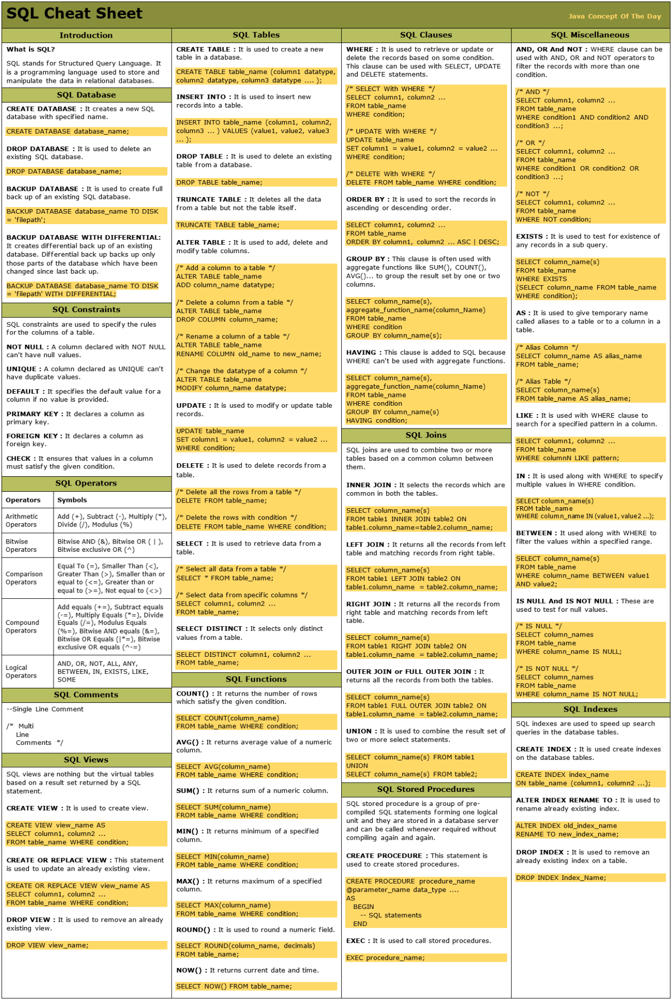 SQL Cheat Sheet
Java Concept Of The Day
Introduction
What is SQL?
SQL stands for Structured Query Language. It
is a programming language used to store and
manipulate the data in relational databases.
SQL Database
CREATE DATABASE : It creates a new SQL
database with specified name.
CREATE DATABASE database_name;
DROP DATABASE : It is used to delete an
existing SQL database.
DROP DATABASE database_name;
BACKUP DATABASE : It is used to create full
back up of an existing SQL database.
BACKUP DATABASE database_name TO DISK
= 'filepath';
BACKUP DATABASE WITH DIFFERENTIAL:
It creates differential back up of an existing
database. Differential back up backs up only
those parts of the database which have been
changed since last back up.
BACKUP DATABASE database_name TO DISK
= 'filepath' WITH DIFFERENTIAL;
SQL Constraints
SQL constraints are used to specify the rules
for the columns of a table.
NOT NULL : A column declared with NOT NULL
can't have null values.
UNIQUE : A column declared as UNIQUE can't
have duplicate values.
DEFAULT : It specifies the default value for a
column if no value is provided.
PRIMARY KEY : It declares a column as
primary key.
FOREIGN KEY : It declares a column as
foreign key.
CHECK : It ensures that values in a column
must satisfy the given condition.
SQL Operators
Operators Symbols
Arithmetic
Operators
Add (+), Subtract (-), Multiply (*),
Divide (/), Modulus (%)
Bitwise
Operators
Bitwise AND (&), Bitwise OR ( | ),
Bitwise exclusive OR (^)
Comparison
Operators
Equal To (=), Smaller Than (<),
Greater Than (>), Smaller than or
equal to (<=), Greater than or
equal to (>=), Not equal to (<>)
Compound
Operators
Add equals (+=), Subtract equals
(-=), Multiply Equals (*=), Divide
Equals (/=), Modulus Equals
(%=), Bitwise AND equals (&=),
Bitwise OR Equals (|*=), Bitwise
exclusive OR equals (^-=)
Logical
Operators
AND, OR, NOT, ALL, ANY,
BETWEEN, IN, EXISTS, LIKE,
SOME
SQL Comments
--Single Line Comment
/* Multi
Line
Comments */
SQL Views
SQL views are nothing but the virtual tables
based on a result set returned by a SQL
statement.
CREATE VIEW : It is used to create view.
CREATE VIEW view_name AS
SELECT column1, column2 ...
FROM table_name WHERE condition;
CREATE OR REPLACE VIEW : This statement
is used to update an already existing view.
CREATE OR REPLACE VIEW view_name AS
SELECT column1, column2 ...
FROM table_name WHERE condition;
DROP VIEW : It is used to remove an already
existing view.
DROP VIEW view_name;
SQL Tables
CREATE TABLE : It is used to create a new
table in a database.
CREATE TABLE table_name (column1 datatype,
column2 datatype, column3 datatype .... );
INSERT INTO : It is used to insert new
records into a table.
INSERT INTO table_name (column1, column2,
column3 ... ) VALUES (value1, value2, value3
... );
DROP TABLE : It is used to delete an existing
table from a database.
DROP TABLE table_name;
TRUNCATE TABLE : It deletes all the data
from a table but not the table itself.
TRUNCATE TABLE table_name;
ALTER TABLE : It is used to add, delete and
modify table columns.
/* Add a column to a table */
ALTER TABLE table_name
ADD column_name datatype;
/* Delete a column from a table */
ALTER TABLE table_name
DROP COLUMN column_name;
/* Rename a column of a table */
ALTER TABLE table_name
RENAME COLUMN old_name to new_name;
/* Change the datatype of a column */
ALTER TABLE table_name
MODIFY column_name datatype;
UPDATE : It is used to modify or update table
records.
UPDATE table_name
SET column1 = value1, column2 = value2 ...
WHERE condition;
DELETE : It is used to delete records from a
table.
/* Delete all the rows from a table */
DELETE FROM table_name;
/* Delete the rows with condition */
DELETE FROM table_name WHERE condition;
SELECT : It is used to retrieve data from a
table.
/* Select all data from a table */
SELECT * FROM table_name;
/* Select data from specific columns */
SELECT column1, column2 ...
FROM table_name;
SELECT DISTINCT : It selects only distinct
values from a table.
SELECT DISTINCT column1, column2 ...
FROM table_name;
SQL Functions
COUNT() : It returns the number of rows
which satisfy the given condition.
SELECT COUNT(column_name)
FROM table_name WHERE condition;
AVG() : It returns average value of a numeric
column.
SELECT AVG(column_name)
FROM table_name WHERE condition;
SUM() : It returns sum of a numeric column.
SELECT SUM(column_name)
FROM table_name WHERE condition;
MIN() : It returns minimum of a specified
column.
SELECT MIN(column_name)
FROM table_name WHERE condition;
MAX() : It returns maximum of a specified
column.
SELECT MAX(column_name)
FROM table_name WHERE condition;
ROUND() : It is used to round a numeric field.
SELECT ROUND(column_name, decimals)
FROM table_name;
NOW() : It returns current date and time.
SELECT NOW() FROM table_name;
SQL Clauses
WHERE : It is used to retrieve or update or
delete the records based on some condition.
This clause can be used with SELECT, UPDATE
and DELETE statements.
/* SELECT With WHERE */
SELECT column1, column2 ...
FROM table_name
WHERE condition;
/* UPDATE With WHERE */
UPDATE table_name
SET column1 = value1, column2 = value2 ...
WHERE condition;
/* DELETE With WHERE */
DELETE FROM table_name WHERE condition;
ORDER BY : It is used to sort the records in
ascending or descending order.
SELECT column1, column2 ...
FROM table_name
ORDER BY column1, column2 ... ASC | DESC;
GROUP BY : This clause is often used with
aggregate functions like SUM(), COUNT(),
AVG()... to group the result set by one or two
columns.
SELECT column_name(s),
aggregate_function_name(column_Name)
FROM table_name
WHERE condition
GROUP BY column_name(s);
HAVING : This clause is added to SQL because
WHERE can't be used with aggregate functions.
SELECT column_name(s),
aggregate_function_name(column_Name)
FROM table_name
WHERE condition
GROUP BY column_name(s)
HAVING condition;
SQL Joins
SQL joins are used to combine two or more
tables based on a common column between
them.
INNER JOIN : It selects the records which are
common in both the tables.
SELECT column_name(s)
FROM table1 INNER JOIN table2 ON
table1.column_name=table2.column_name;
LEFT JOIN : It returns all the records from left
table and matching records from right table.
SELECT column_name(s)
FROM table1 LEFT JOIN table2 ON
table1.column_name = table2.column_name;
RIGHT JOIN : It returns all the records from
right table and matching records from left
table.
SELECT column_name(s)
FROM table1 RIGHT JOIN table2 ON
table1.column_name = table2.column_name;
OUTER JOIN or FULL OUTER JOIN : It
returns all the records from both the tables.
SELECT column_name(s)
FROM table1 FULL OUTER JOIN table2 ON
table1.column_name = table2.column_name;
UNION : It is used to combine the result set of
two or more select statements.
SELECT column_name(s) FROM table1
UNION
SELECT column_name(s) FROM table2;
SQL Stored Procedures
SQL stored procedure is a group of pre-
compiled SQL statements forming one logical
unit and they are stored in a database server
and can be called whenever required without
compiling again and again.
CREATE PROCEDURE : This statement is
used to create stored procedures.
CREATE PROCEDURE procedure_name
@parameter_name data_type ....
AS
BEGIN
-- SQL statements
END
EXEC : It is used to call stored procedures.
EXEC procedure_name;
SQL Miscellaneous
AND, OR And NOT : WHERE clause can be
used with AND, OR and NOT operators to
filter the records with more than one
condition.
/* AND */
SELECT column1, column2 ...
FROM table_name
WHERE condition1 AND condition2 AND
condition3 ...;
/* OR */
SELECT column1, column2 ...
FROM table_name
WHERE condition1 OR condition2 OR
condition3 ...;
/* NOT */
SELECT column1, column2 ...
FROM table_name
WHERE NOT condition;
EXISTS : It is used to test for existence of
any records in a sub query.
SELECT column_name(s)
FROM table_name
WHERE EXISTS
(SELECT column_name FROM table_name
WHERE condition);
AS : It is used to give temporary name
called aliases to a table or to a column in a
table.
/* Alias Column */
SELECT column_name AS alias_name
FROM table_name;
/* Alias Table */
SELECT column_name(s)
FROM table_name AS alias_name;
LIKE : It is used with WHERE clause to
search for a specified pattern in a column.
SELECT column1, column2 ...
FROM table_name
WHERE columnN LIKE pattern;
IN : It is used along with WHERE to specify
multiple values in WHERE condition.
SELECT column_name(s)
FROM table_name
WHERE column_name IN (value1, value2 ...);
BETWEEN : It used along with WHERE to
filter the values within a specified range.
SELECT column_name(s)
FROM table_name
WHERE column_name BETWEEN value1
AND value2;
IS NULL And IS NOT NULL : These are
used to test for null values.
/* IS NULL */
SELECT column_names
FROM table_name
WHERE column_name IS NULL;
/* IS NOT NULL */
SELECT column_names
FROM table_name
WHERE column_name IS NOT NULL;
SQL Indexes
SQL indexes are used to speed up search
queries in the database tables.
CREATE INDEX : It is used create indexes
on the database tables.
CREATE INDEX index_name
ON table_name (column1, column2 ...);
ALTER INDEX RENAME TO : It is used to
rename already existing index.
ALTER INDEX old_index_name
RENAME TO new_index_name;
DROP INDEX : It is used to remove an
already existing index on a table.
DROP INDEX Index_Name;